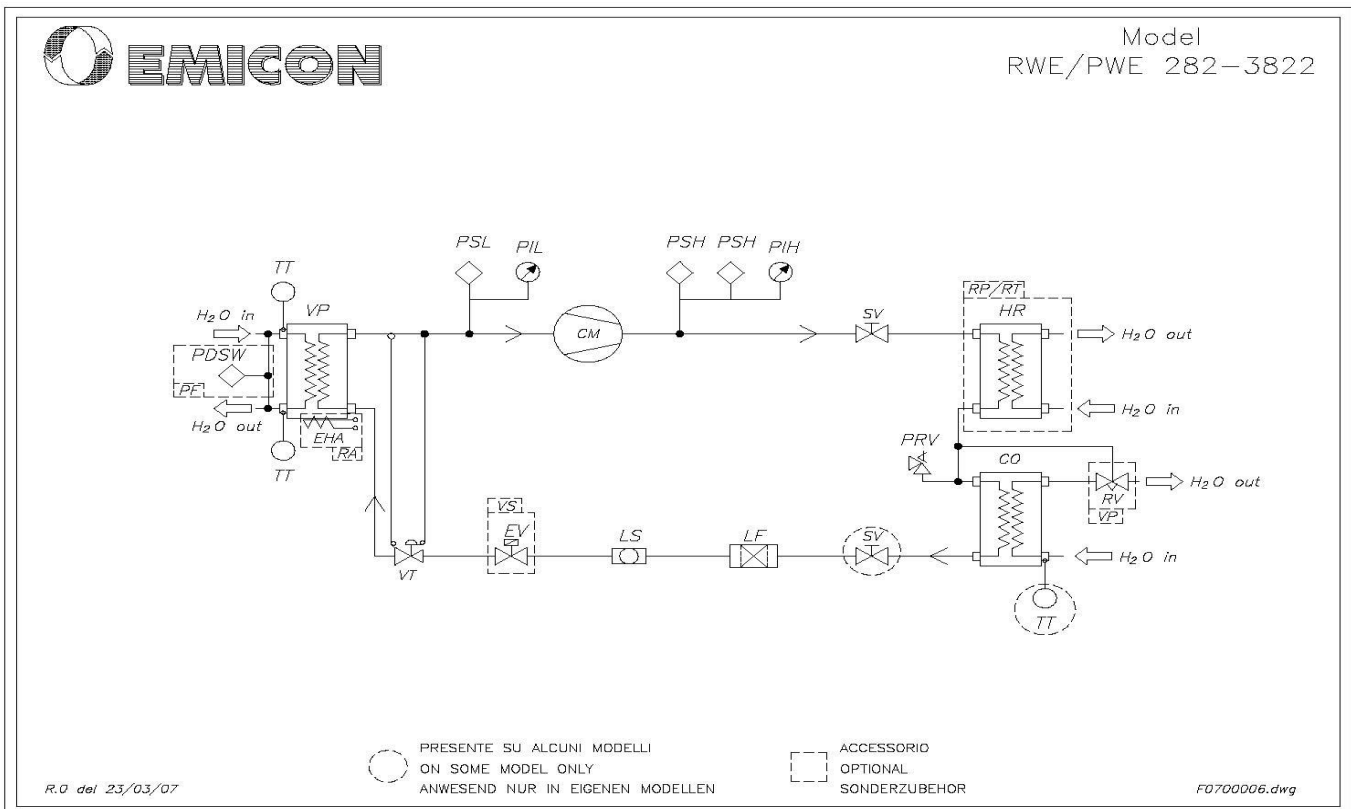 EMICON
Model
RWE/PWE 282-3822
PSL
PIL
PSH
PSH
PIH
TT
VP
H2O in
PDSW
PF
H2O out
TT
EHA
RA
CM
SV
RP/RT
HR
H2O out
H2O in
PRV
CO
RV
VP
H2O out
H2O in
TT
VT
VS
EV
LS
LF
SV
PRESENTE SU ALCUNI MODELLI
ON SOME MODEL ONLY
ANWESEND NUR IN EIGENEN MODELLEN
ACCESSORIO
OPTIONAL
SONDERZUBEHOR
R.0 del 23/03/07
F0700006.dwg